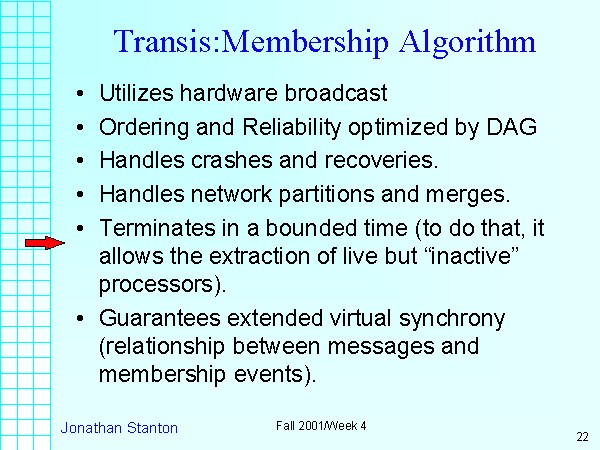 Transis:Membership Algorithm
• Utilizes hardware broadcast
• Ordering and Reliability optimized by DAG
• Handles crashes and recoveries.
• Handles network partitions and merges.
• Terminates in a bounded time (to do that, it
allows the extraction of live but “inactive”
processors).
• Guarantees extended virtual synchrony
(relationship between messages and
membership events).
Jonathan Stanton
Fall 2001/Week 4
22